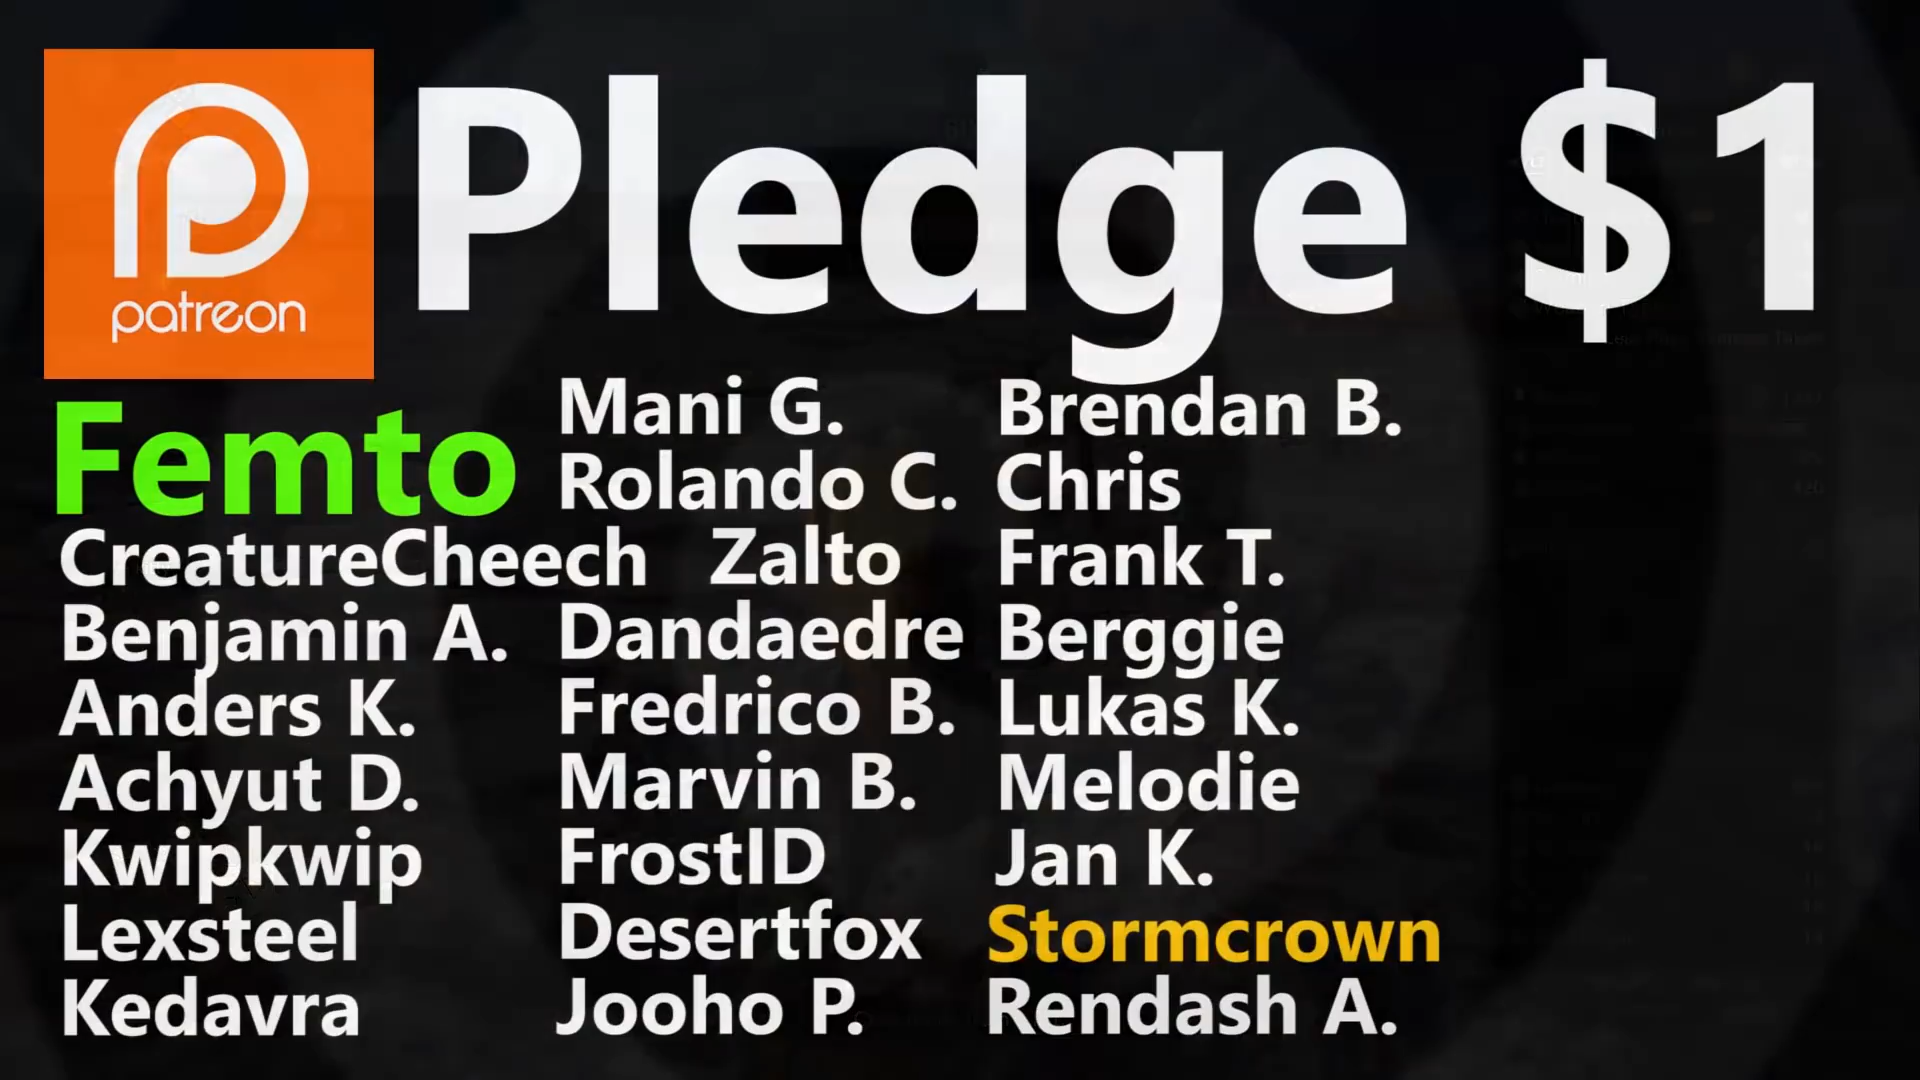 patreon
Pledge $1
Femto
CreatureCheech
Benjamin A.
Anders K.
Achyut D.
Kwipkwip
Lexsteel
Kedavra
Mani G.
Rolando C.
Zalto
Dandaedre
Fredrico B.
Marvin B.
FrostID
Desertfox
Jooho P.
Brendan B.
Chris
Frank T.
Berggie
Lukas K.
Melodie
Jan K.
Stormcrown
Rendash A.